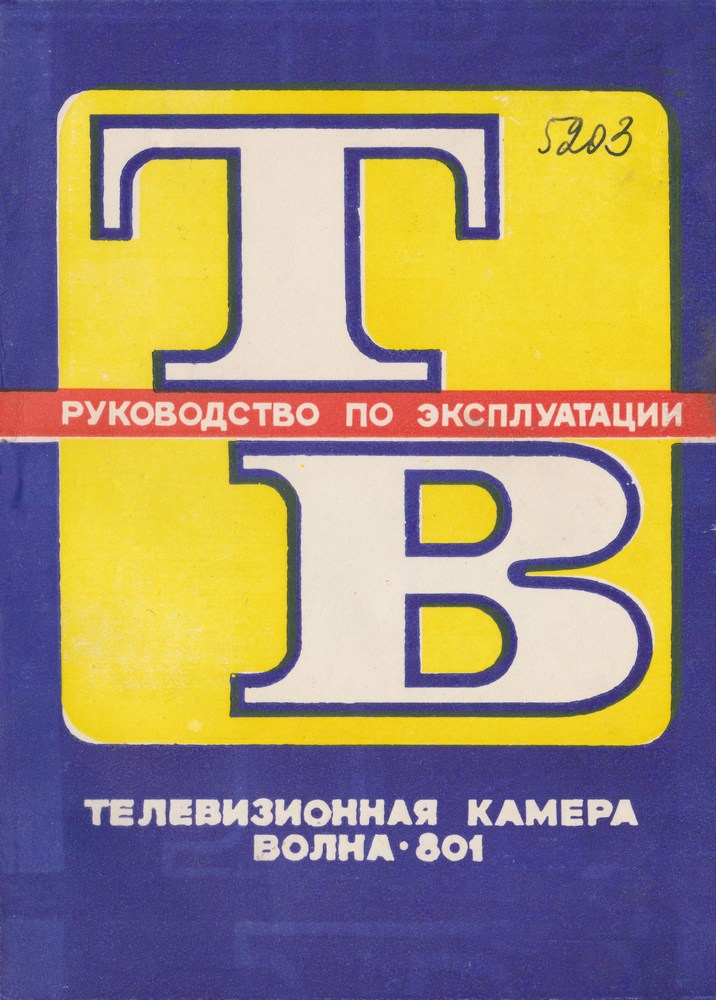 5203
Т
РУКОВОДСТВО ПО ЭКСПЛУАТАЦИИ
В
ТЕЛЕВИЗИОННАЯ КАМЕРА
ВОЛНА·801